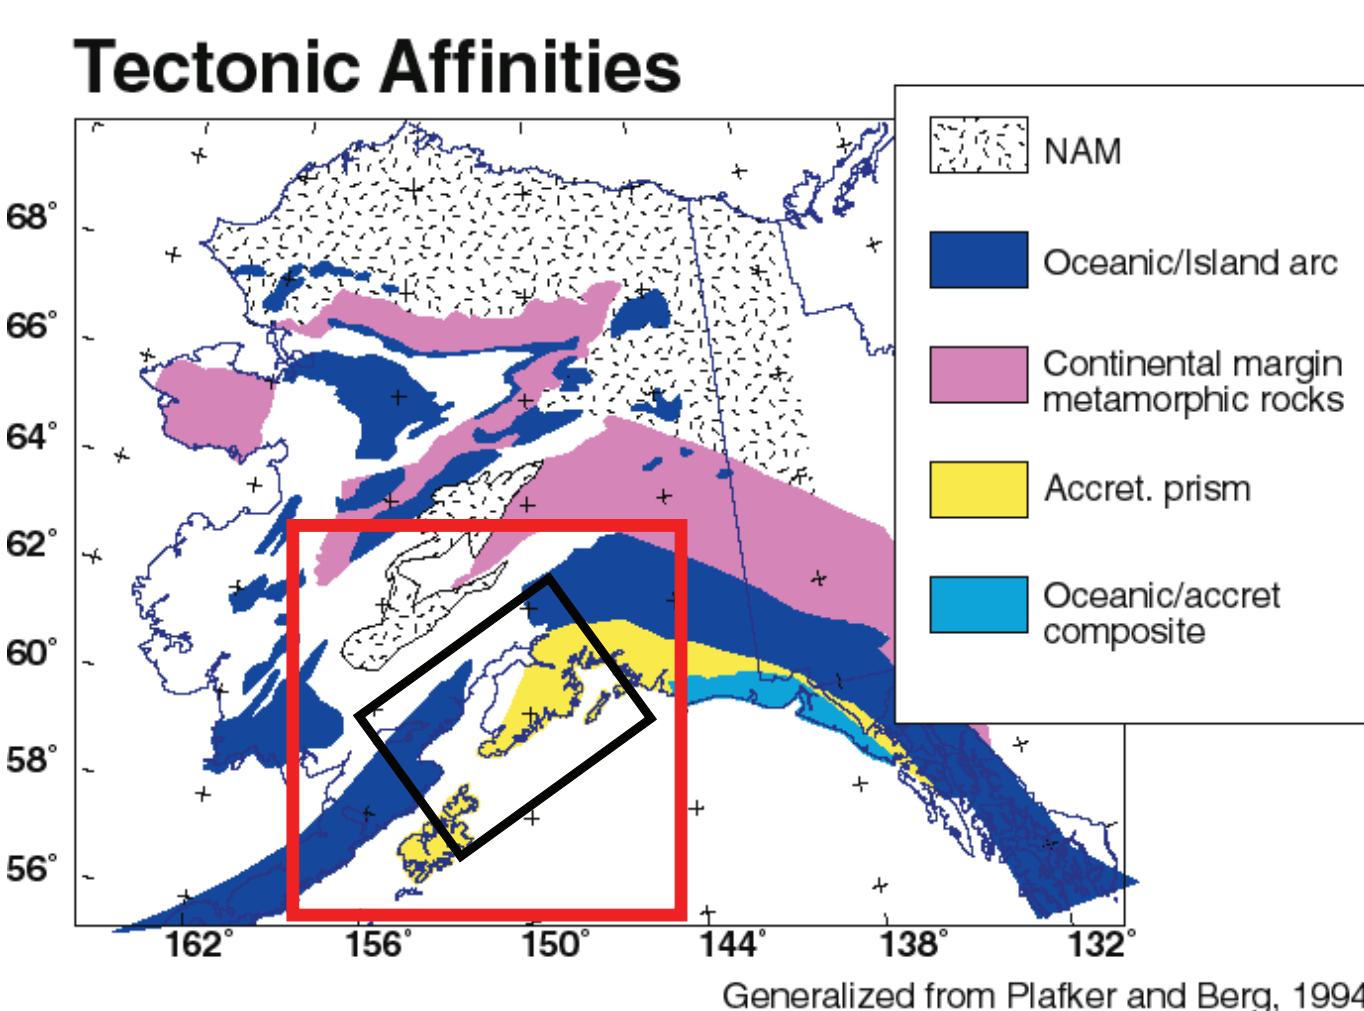 Tectonic Affinities
NAM
Oceanic/Island arc
Continental margin
metamorphic rocks
Accret. prism
Oceanic/accret
composite
68°
66°
64°
62°
60°
58°
56°
162°
156°
150°
144°
138°
132°
Generalized from Plafker and Berg, 1994